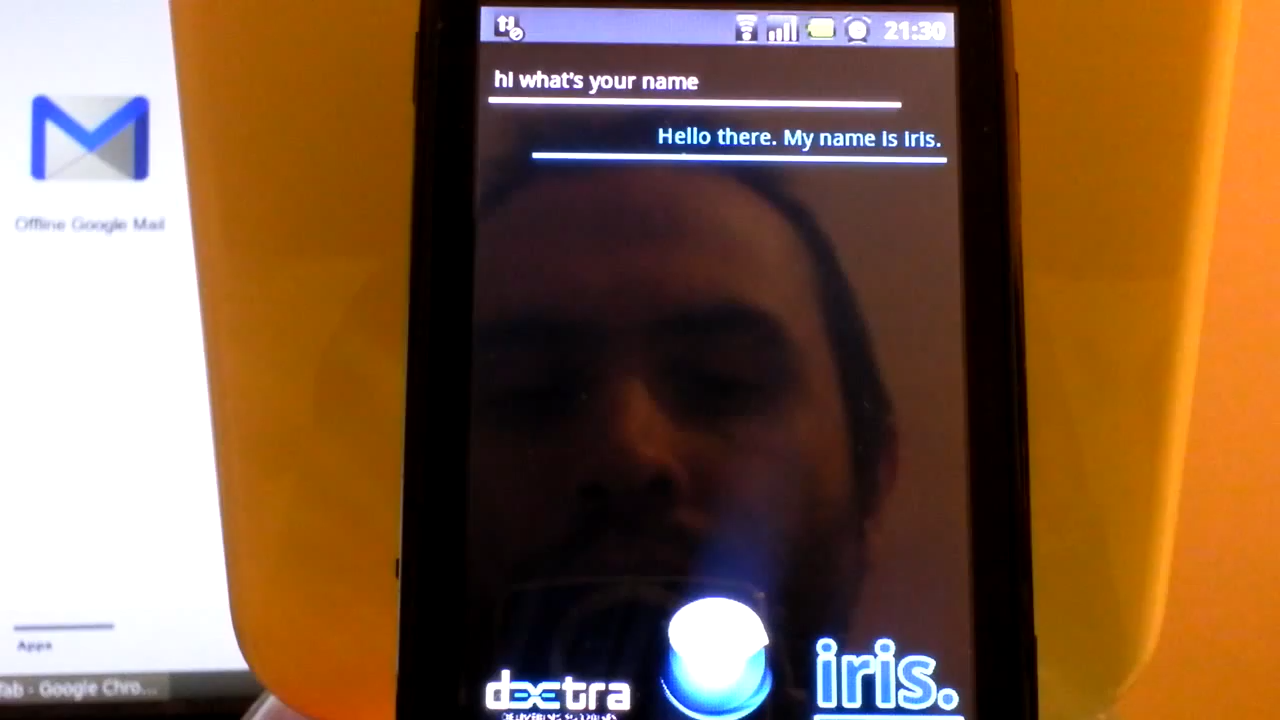 21:30
hi what's your name
Hello there. My name is Iris.
Offline Google Mail
Apps
Tab - Google Chro...
dextra
iris.